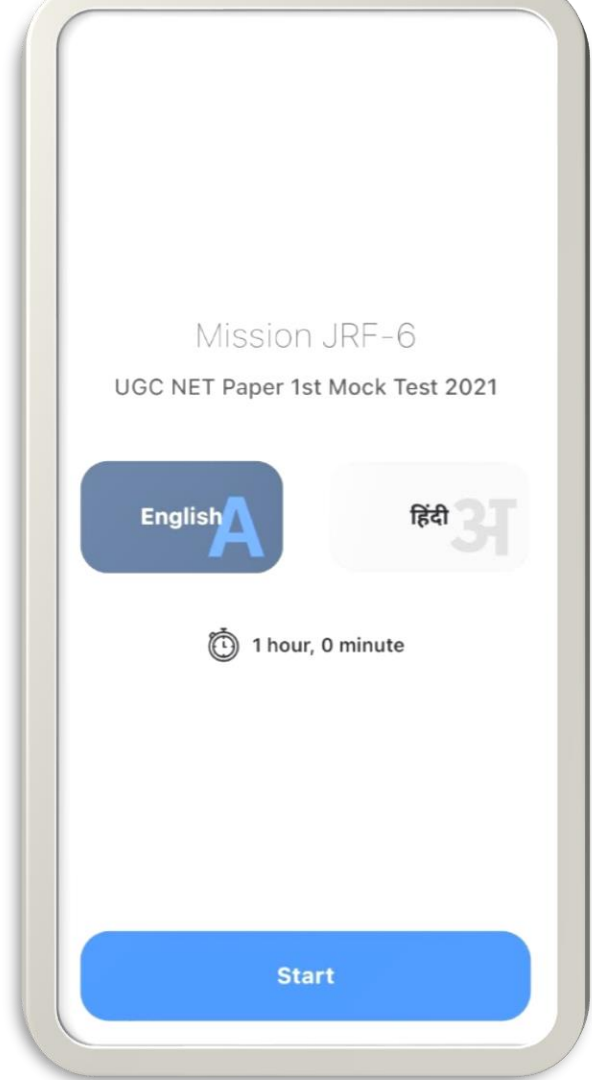 Mission JRF-6
UGC NET Paper 1st Mock Test 2021
English A
हिंदी अ
1 hour, 0 minute
Start